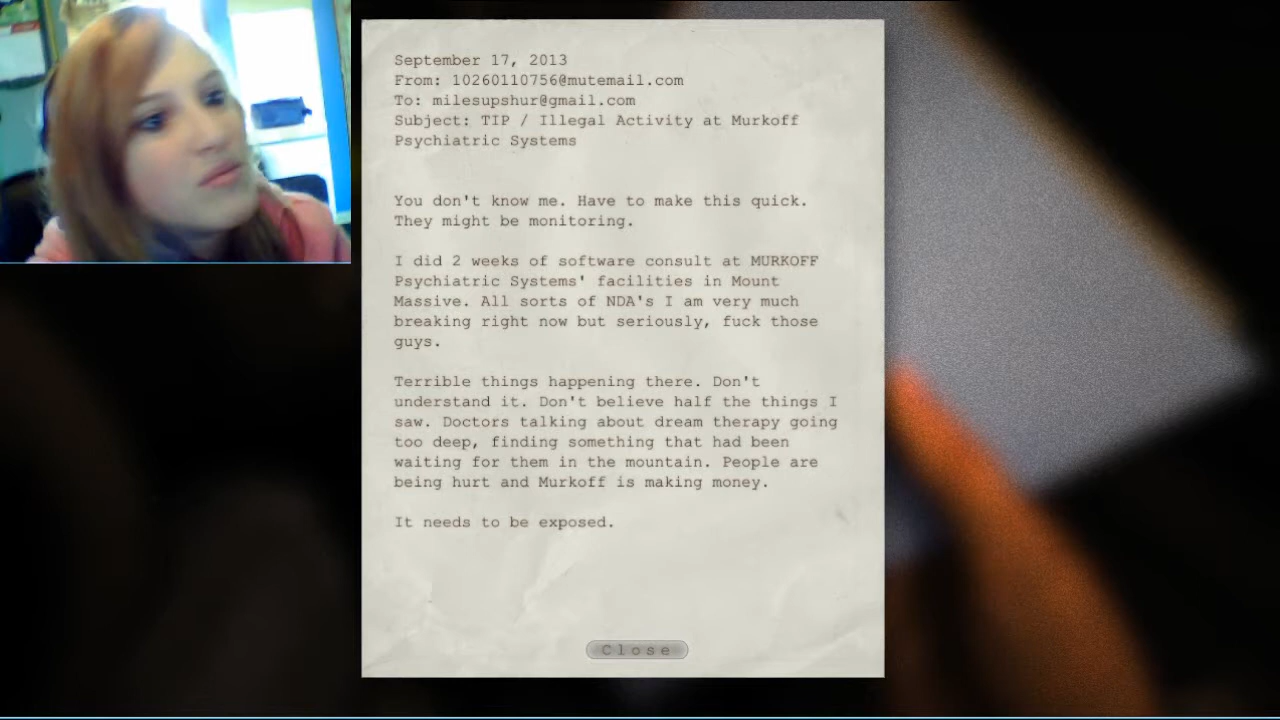 September 17, 2013
From: 10260110756@mutemail.com
To: milesupshur@gmail.com
Subject: TIP / Illegal Activity at Murkoff
Psychiatric Systems
You don't know me. Have to make this quick.
They might be monitoring.
I did 2 weeks of software consult at MURKOFF
Psychiatric Systems' facilities in Mount
Massive. All sorts of NDA's I am very much
breaking right now but seriously, fuck those
guys.
Terrible things happening there. Don't
understand it. Don't believe half the things I
saw. Doctors talking about dream therapy going
too deep, finding something that had been
waiting for them in the mountain. People are
being hurt and Murkoff is making money.
It needs to be exposed.
Close